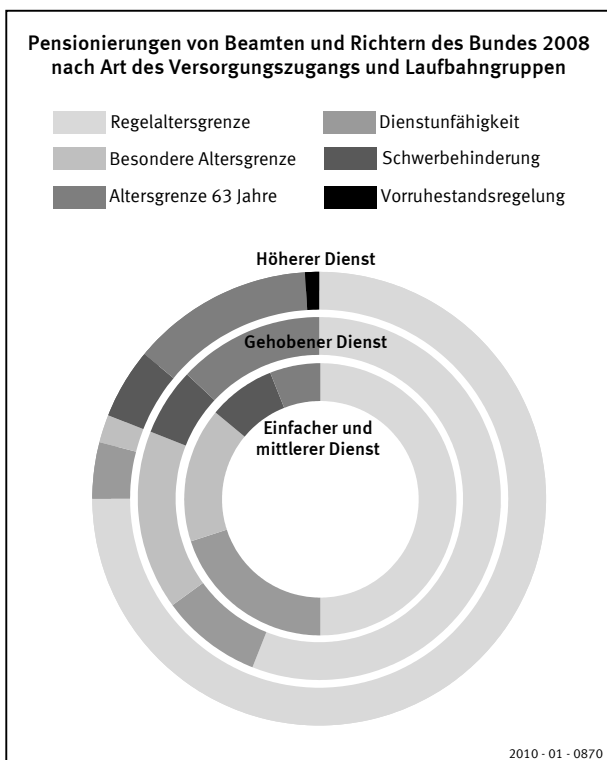 Pensionierungen von Beamten und Richtern des Bundes 2008
nach Art des Versorgungszugangs und Laufbahngruppen
Regelaltersgrenze
Dienstunfähigkeit
Besondere Altersgrenze
Schwerbehinderung
Altersgrenze 63 Jahre
Vorruhestandsregelung
Höherer Dienst
Gehobener Dienst
Einfacher und
mittlerer Dienst
2010 - 01 - 0870